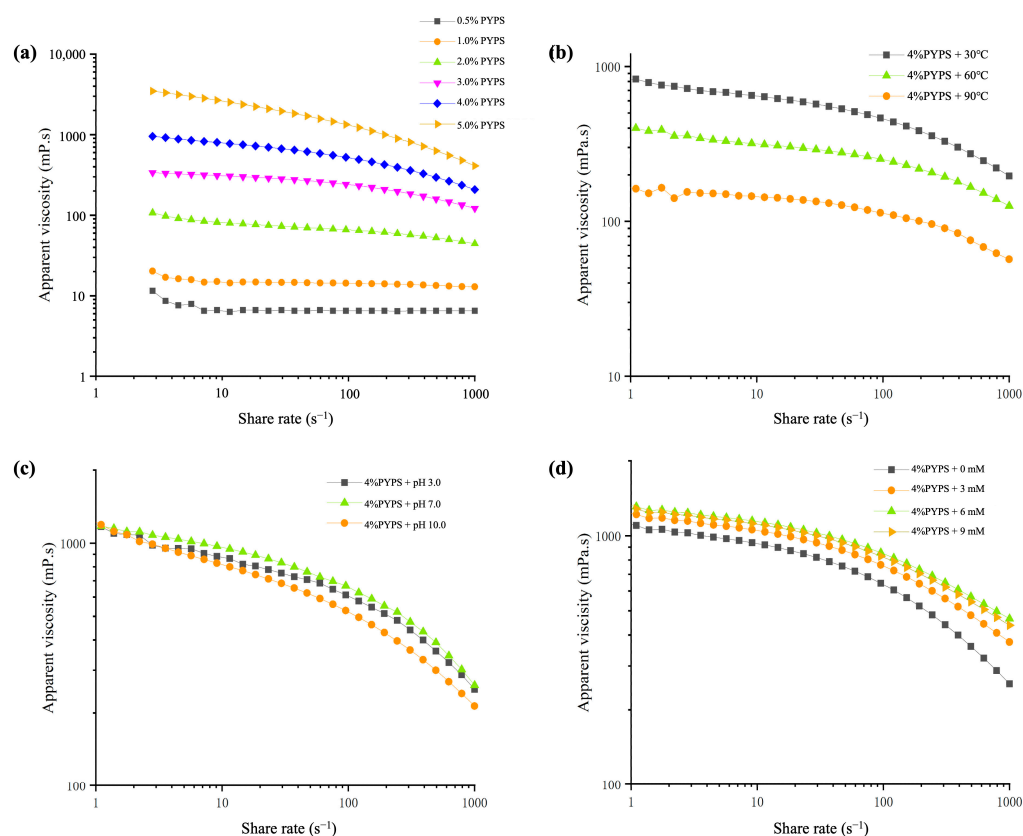 (a)
0.5% PYPS
1.0% PYPS
2.0% PYPS
3.0% PYPS
4.0% PYPS
5.0% PYPS
10,000
1000
100
10
1
Apparent viscosity (mP.s)
1 10 100 1000
Share rate (s⁻¹)
(b)
4%PYPS + 30℃
4%PYPS + 60℃
4%PYPS + 90℃
1000
100
10
Apparent viscosity (mPa.s)
1 10 100 1000
Share rate (s⁻¹)
(c)
4%PYPS + pH 3.0
4%PYPS + pH 7.0
4%PYPS + pH 10.0
1000
100
Apparent viscosity (mPa.s)
1 10 100 1000
Share rate (s⁻¹)
(d)
4%PYPS + 0 mM
4%PYPS + 3 mM
4%PYPS + 6 mM
4%PYPS + 9 mM
1000
100
Apparent viscivity (mPa.s)
1 10 100 1000
Share rate (s⁻¹)